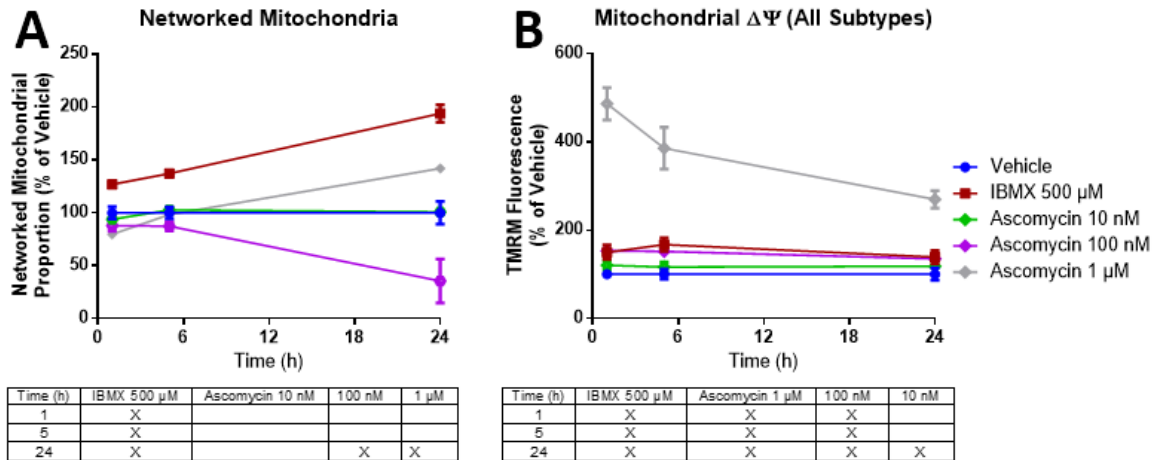 A
Networked Mitochondria
Networked Mitochondrial
Proportion (% of Vehicle)
250
200
150
100
50
0
0 6 12 18 24
Time (h)
B
Mitochondrial ΔΨ (All Subtypes)
TMRM Fluorescence
(% of Vehicle)
600
400
200
0
0 6 12 18 24
Time (h)
Vehicle
IBMX 500 µM
Ascomycin 10 nM
Ascomycin 100 nM
Ascomycin 1 µM
Time (h) IBMX 500 µM Ascomycin 10 nM 100 nM 1 µM
1 X
5 X
24 X X X
Time (h) IBMX 500 µM Ascomycin 1 µM 100 nM 10 nM
1 X X X
5 X X X
24 X X X X